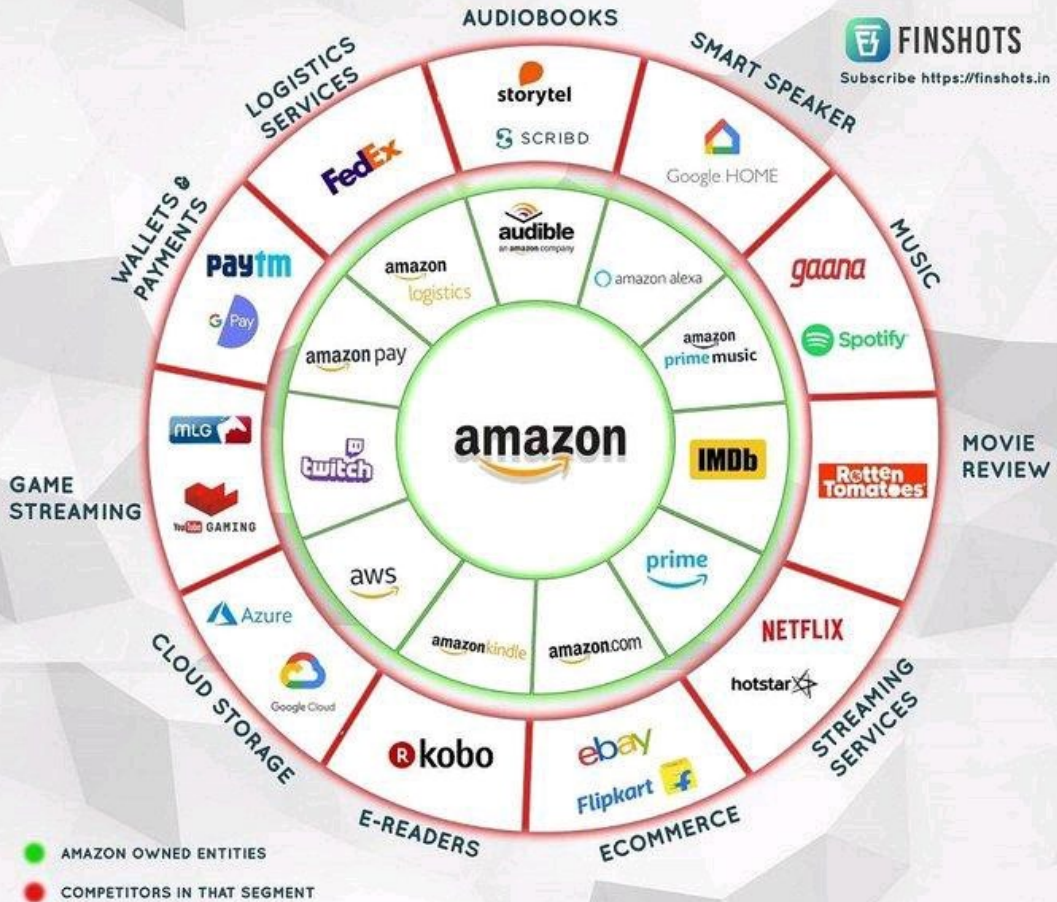 AUDIOBOOKS
FINSHOTS
Subscribe https://finshots.in
LOGISTICS
SERVICES
SMART SPEAKER
storytel
SCRIBD
FedEx
Google HOME
WALLETS &
PAYMENTS
MUSIC
audible
an amazon company
amazon
logistics
amazon alexa
paytm
G Pay
gaana
Spotify
amazon pay
amazon
prime music
MLG
twitch
amazon
IMDb
Rotten
Tomatoes
MOVIE
REVIEW
GAME
STREAMING
YouTube GAMING
aws
prime
Azure
Google Cloud
amazonkindle
amazon.com
NETFLIX
hotstar
CLOUD STORAGE
STREAMING
SERVICES
R kobo
ebay
Flipkart
E-READERS
ECOMMERCE
AMAZON OWNED ENTITIES
COMPETITORS IN THAT SEGMENT